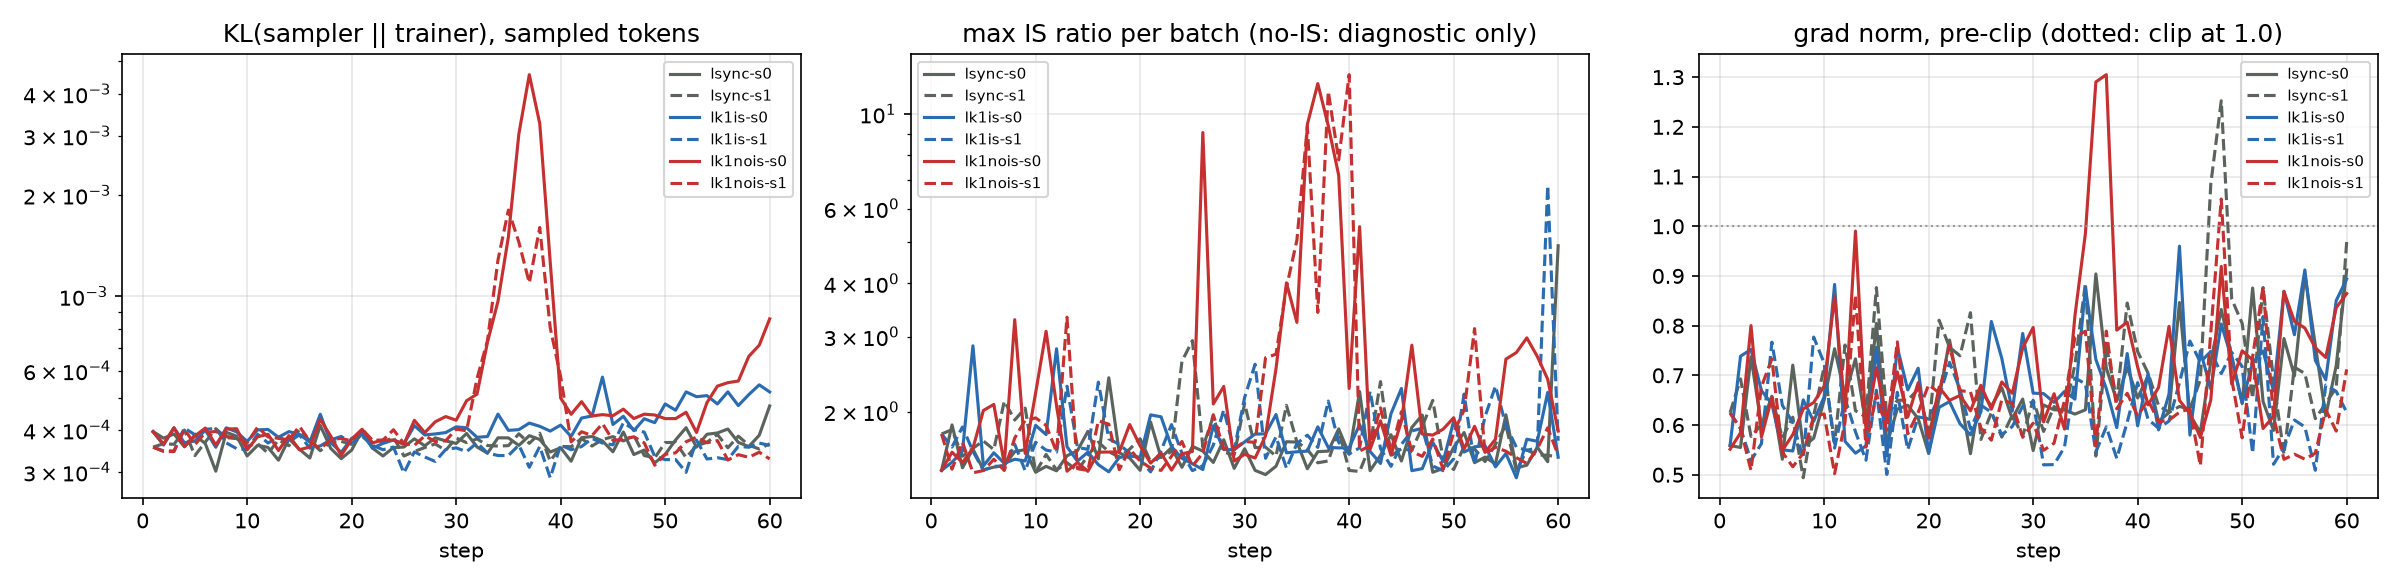 KL(sampler || trainer), sampled tokens
4 × 10⁻³
3 × 10⁻³
2 × 10⁻³
10⁻³
6 × 10⁻⁴
4 × 10⁻⁴
3 × 10⁻⁴
lsync-s0
lsync-s1
lk1is-s0
lk1is-s1
lk1nois-s0
lk1nois-s1
0 10 20 30 40 50 60
step
max IS ratio per batch (no-IS: diagnostic only)
10¹
6 × 10⁰
4 × 10⁰
3 × 10⁰
2 × 10⁰
lsync-s0
lsync-s1
lk1is-s0
lk1is-s1
lk1nois-s0
lk1nois-s1
0 10 20 30 40 50 60
step
grad norm, pre-clip (dotted: clip at 1.0)
1.3
1.2
1.1
1.0
0.9
0.8
0.7
0.6
0.5
lsync-s0
lsync-s1
lk1is-s0
lk1is-s1
lk1nois-s0
lk1nois-s1
0 10 20 30 40 50 60
step